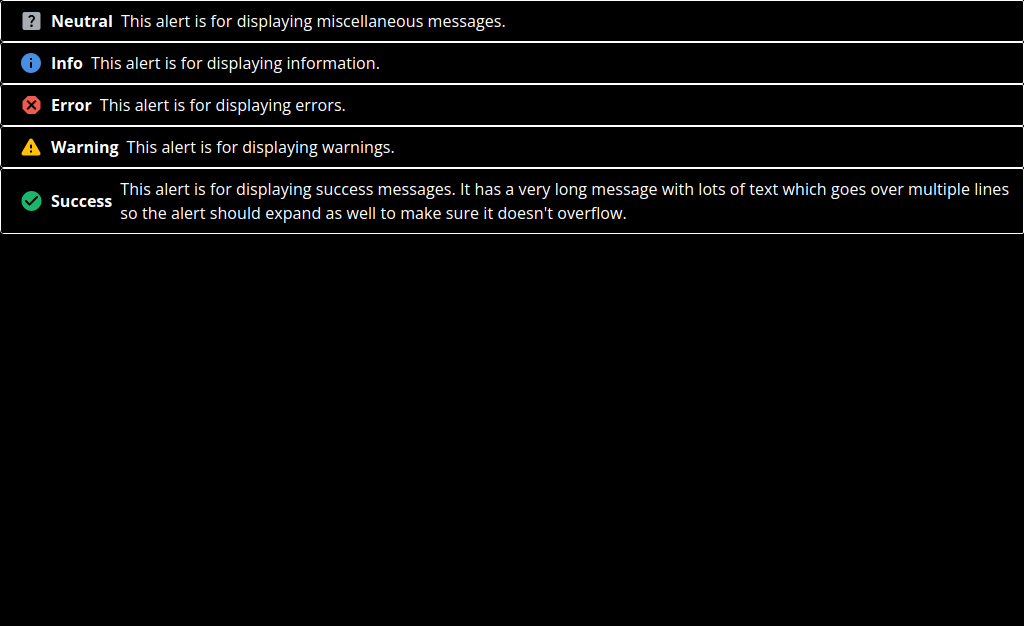 Neutral This alert is for displaying miscellaneous messages.
Info This alert is for displaying information.
Error This alert is for displaying errors.
Warning This alert is for displaying warnings.
Success This alert is for displaying success messages. It has a very long message with lots of text which goes over multiple lines
so the alert should expand as well to make sure it doesn't overflow.